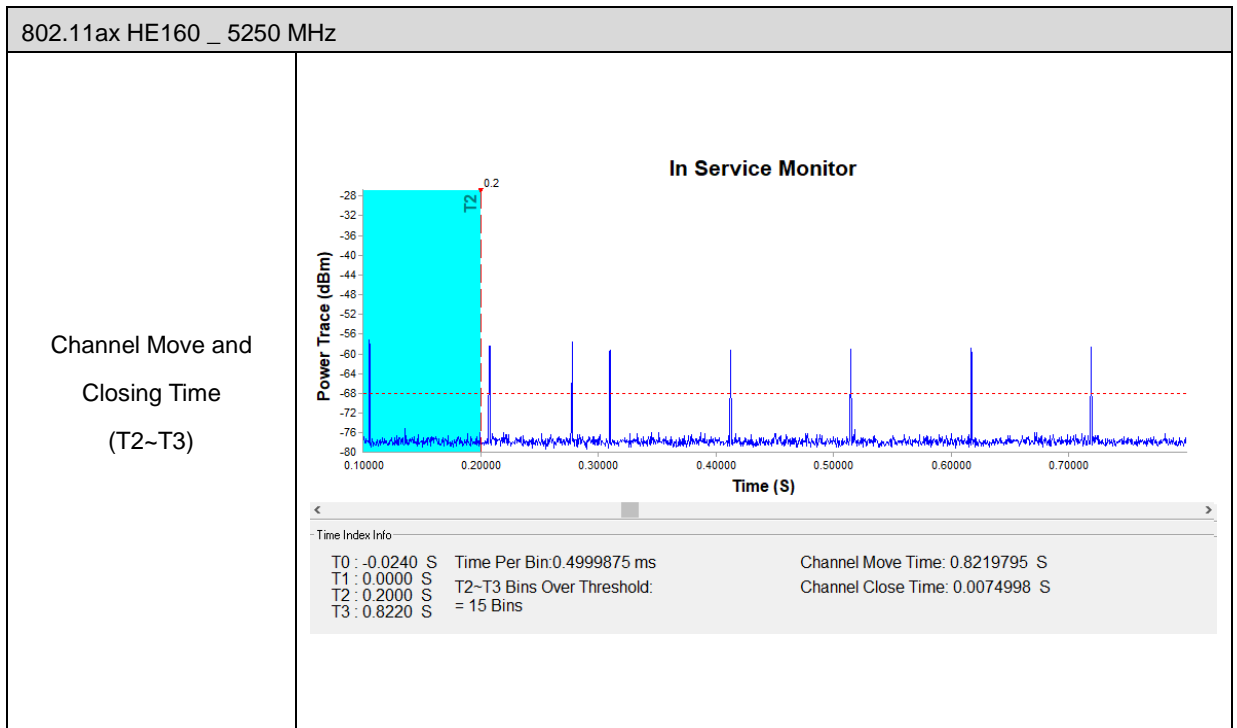 802.11ax HE160 _ 5250 MHz
Channel Move and
Closing Time
(T2~T3)
In Service Monitor
0.2
T2
Power Trace (dBm)
-28
-32
-36
-40
-44
-48
-52
-56
-60
-64
-68
-72
-76
-80
0.10000 0.20000 0.30000 0.40000 0.50000 0.60000 0.70000
Time (S)
< >
Time Index Info
T0 : -0.0240 S
T1 : 0.0000 S
T2 : 0.2000 S
T3 : 0.8220 S
Time Per Bin:0.4999875 ms
T2~T3 Bins Over Threshold:
= 15 Bins
Channel Move Time: 0.8219795 S
Channel Close Time: 0.0074998 S